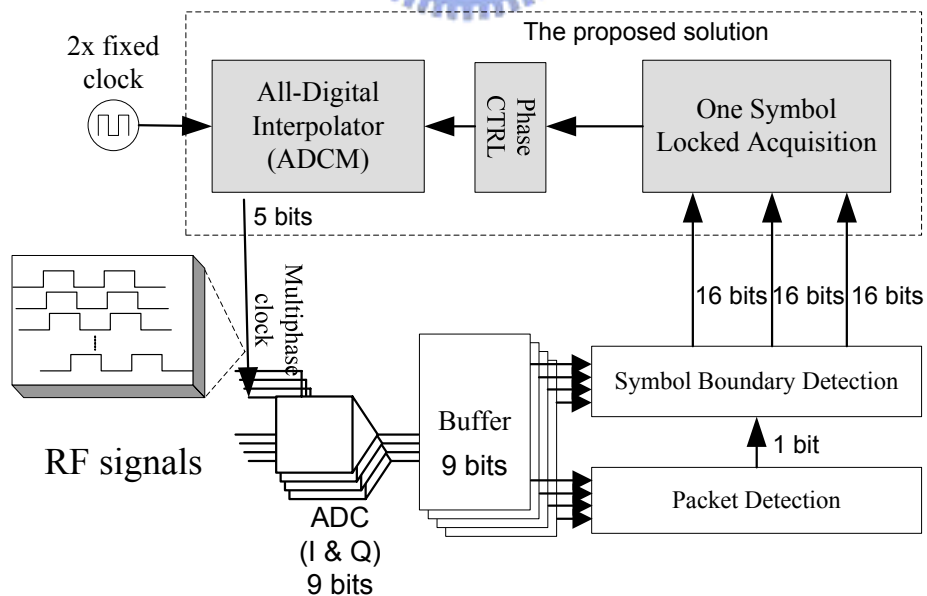 The proposed solution
2x fixed
clock
All-Digital
Interpolator
(ADCM)
Phase
CTRL
One Symbol
Locked Acquisition
5 bits
Multiphase
clock
16 bits
16 bits
16 bits
Symbol Boundary Detection
Buffer
9 bits
1 bit
RF signals
Packet Detection
ADC
(I & Q)
9 bits